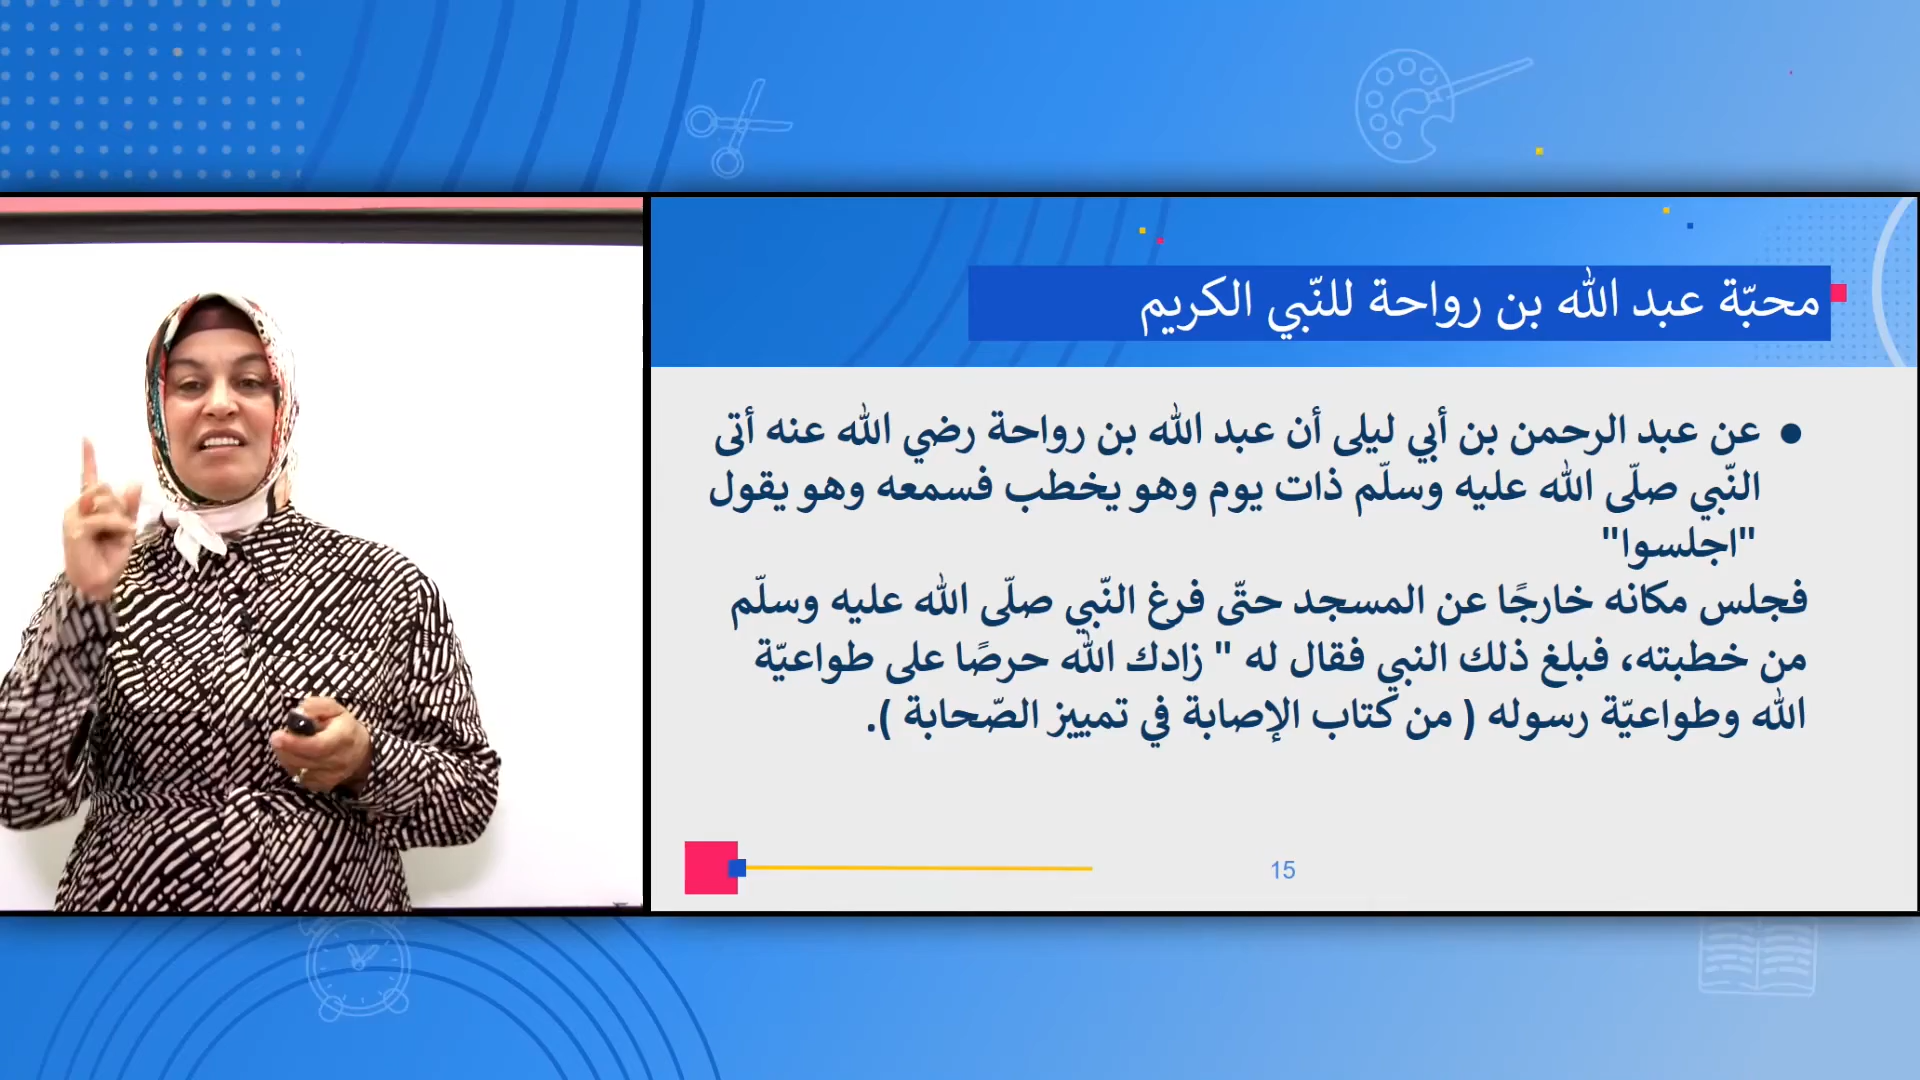 محبّة عبد الله بن رواحة للنّبي الكريم
● عن عبد الرحمن بن أبي ليلى أن عبد الله بن رواحة رضي الله عنه أتى
النّبي صلّى الله عليه وسلّم ذات يوم وهو يخطب فسمعه وهو يقول
"اجلسوا"
فجلس مكانه خارجًا عن المسجد حتّى فرغ النّبي صلّى الله عليه وسلّم
من خطبته، فبلغ ذلك النبي فقال له " زادك الله حرصًا على طواعيّة
الله وطواعيّة رسوله ( من كتاب الإصابة في تمييز الصّحابة ).
15